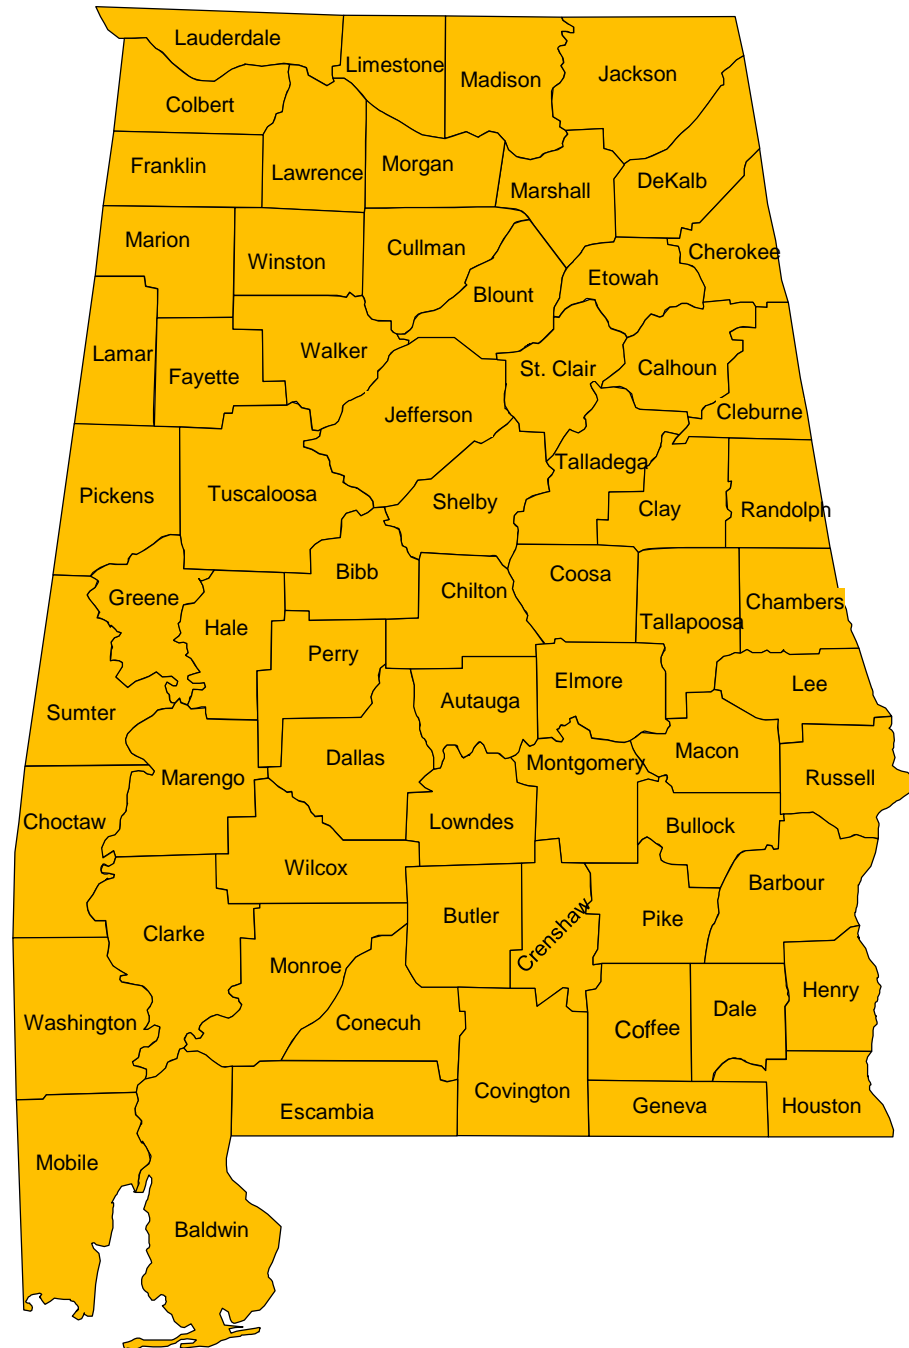 Lauderdale
Limestone
Madison
Jackson
Colbert
Franklin
Lawrence
Morgan
Marshall
DeKalb
Marion
Winston
Cullman
Blount
Etowah
Cherokee
Lamar
Fayette
Walker
Jefferson
St. Clair
Calhoun
Cleburne
Pickens
Tuscaloosa
Shelby
Talladega
Clay
Randolph
Greene
Hale
Bibb
Chilton
Coosa
Tallapoosa
Chambers
Perry
Sumter
Autauga
Elmore
Lee
Marengo
Dallas
Montgomery
Macon
Russell
Choctaw
Lowndes
Bullock
Wilcox
Barbour
Clarke
Butler
Crenshaw
Pike
Monroe
Washington
Conecuh
Coffee
Dale
Henry
Escambia
Covington
Geneva
Houston
Mobile
Baldwin